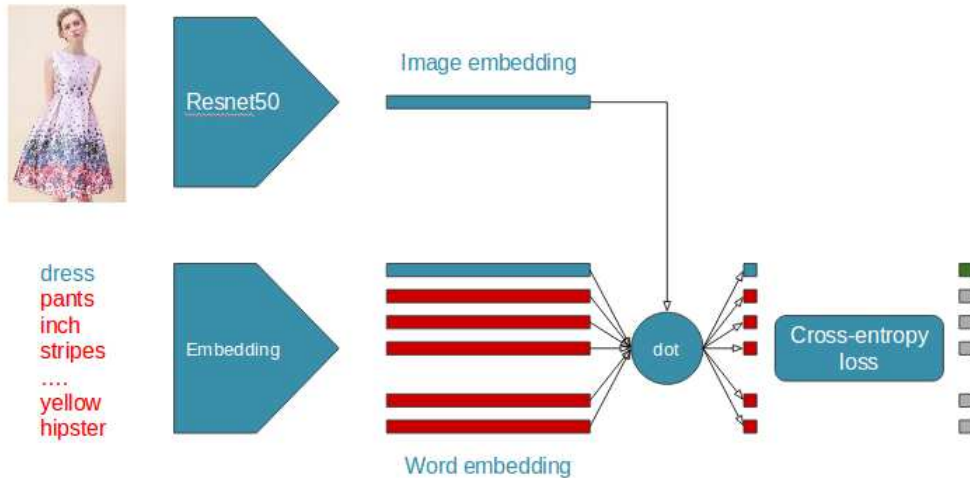 Image embedding
Resnet50
dress
pants
inch
stripes
....
yellow
hipster
Embedding
dot
Cross-entropy
loss
Word embedding